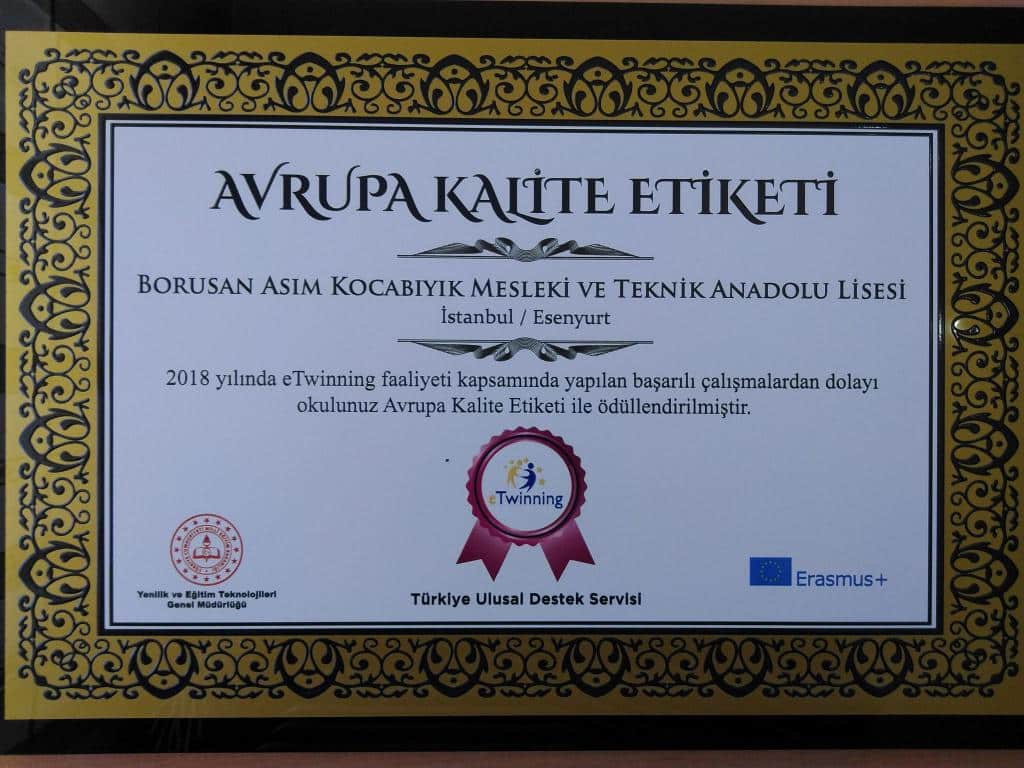 AVRUPA KALİTE ETİKETİ
BORUSAN ASIM KOCABIYIK MESLEKİ VE TEKNİK ANADOLU LİSESİ
İstanbul / Esenyurt
2018 yılında eTwinning faaliyeti kapsamında yapılan başarılı çalışmalardan dolayı
okulunuz Avrupa Kalite Etiketi ile ödüllendirilmiştir.
eTwinning
Yenilik ve Eğitim Teknolojileri
Genel Müdürlüğü
Türkiye Ulusal Destek Servisi
Erasmus+